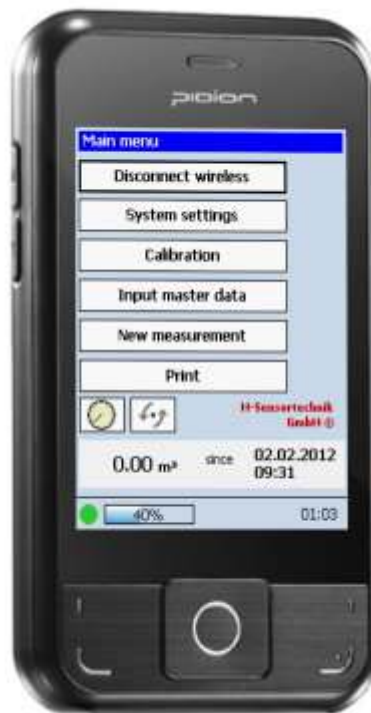 pidion
Main menu
Disconnect wireless
System settings
Calibration
Input master data
New measurement
Print
H-Sensortechnik
GmbH ©
0.00 m³ since 02.02.2012
09:31
40% 01:03